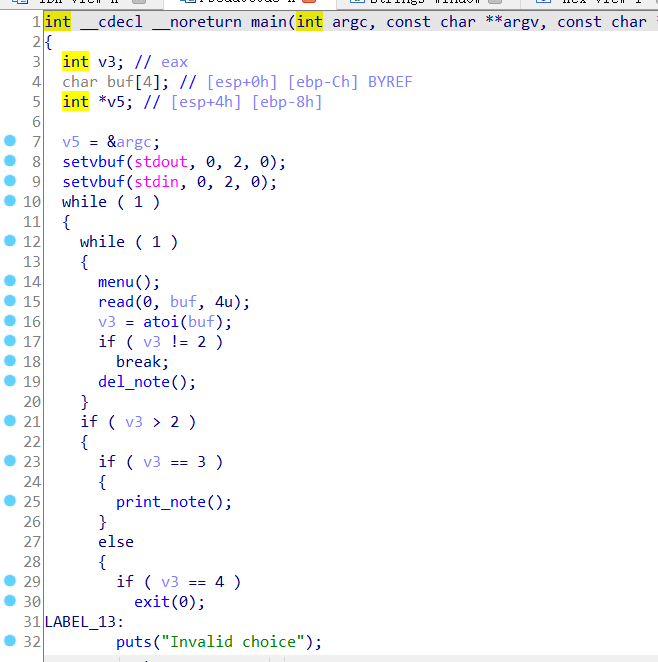 1 int __cdecl __noreturn main(int argc, const char **argv, const char *
2 {
3 int v3; // eax
4 char buf[4]; // [esp+0h] [ebp-Ch] BYREF
5 int *v5; // [esp+4h] [ebp-8h]
6
7 v5 = &argc;
8 setvbuf(stdout, 0, 2, 0);
9 setvbuf(stdin, 0, 2, 0);
10 while ( 1 )
11 {
12 while ( 1 )
13 {
14 menu();
15 read(0, buf, 4u);
16 v3 = atoi(buf);
17 if ( v3 != 2 )
18 break;
19 del_note();
20 }
21 if ( v3 > 2 )
22 {
23 if ( v3 == 3 )
24 {
25 print_note();
26 }
27 else
28 {
29 if ( v3 == 4 )
30 exit(0);
31 LABEL_13:
32 puts("Invalid choice");